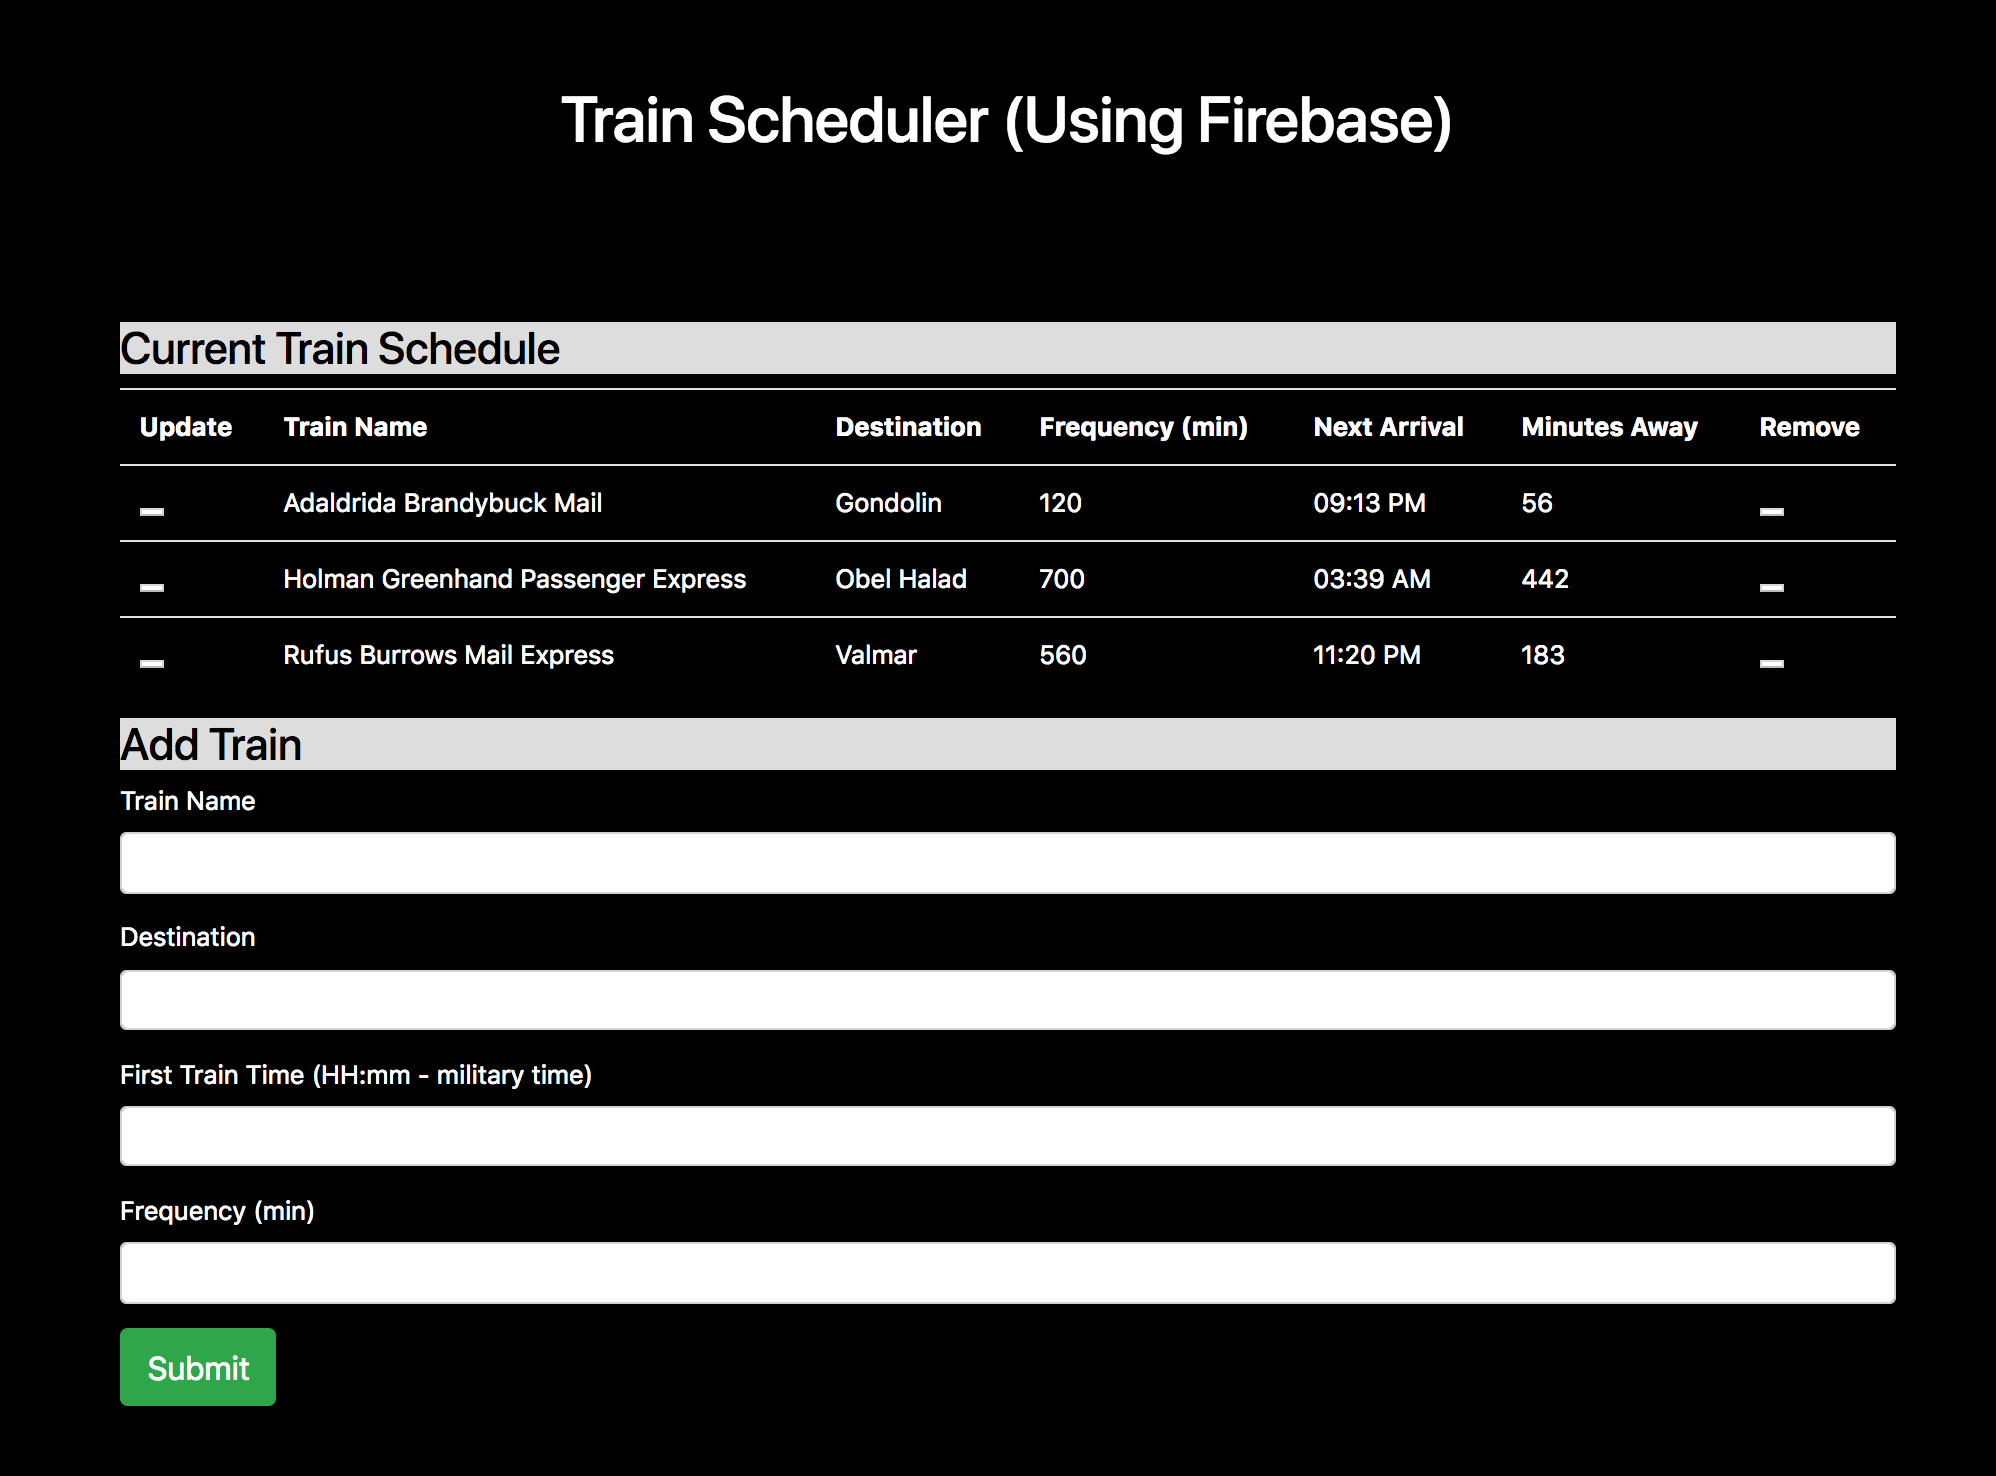 Train Scheduler (Using Firebase)
Current Train Schedule
Update Train Name Destination Frequency (min) Next Arrival Minutes Away Remove
Adaldrida Brandybuck Mail Gondolin 120 09:13 PM 56
Holman Greenhand Passenger Express Obel Halad 700 03:39 AM 442
Rufus Burrows Mail Express Valmar 560 11:20 PM 183
Add Train
Train Name
Destination
First Train Time (HH:mm - military time)
Frequency (min)
Submit